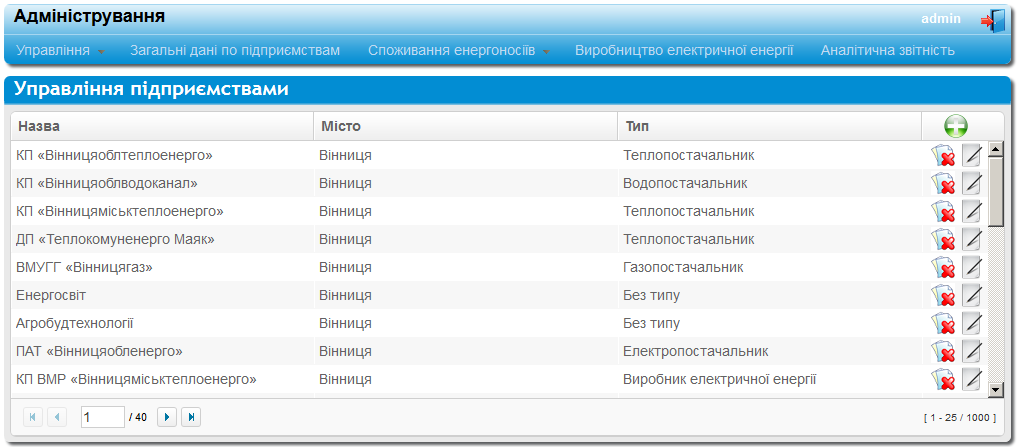 Адміністрування admin
Управління Загальні дані по підприємствам Споживання енергоносіїв Виробництво електричної енергії Аналітична звітність
Управління підприємствами
Назва Місто Тип
КП «Вінницяоблтеплоенерго» Вінниця Теплопостачальник
КП «Вінницяоблводоканал» Вінниця Водопостачальник
КП «Вінницяміськтеплоенерго» Вінниця Теплопостачальник
ДП «Теплокомуненерго Маяк» Вінниця Теплопостачальник
ВМУГГ «Вінницягаз» Вінниця Газопостачальник
Енергосвіт Вінниця Без типу
Агробудтехнології Вінниця Без типу
ПАТ «Вінницяобленерго» Вінниця Електропостачальник
КП ВМР «Вінницяміськтеплоенерго» Вінниця Виробник електричної енергії
1 / 40 [ 1 - 25 / 1000 ]